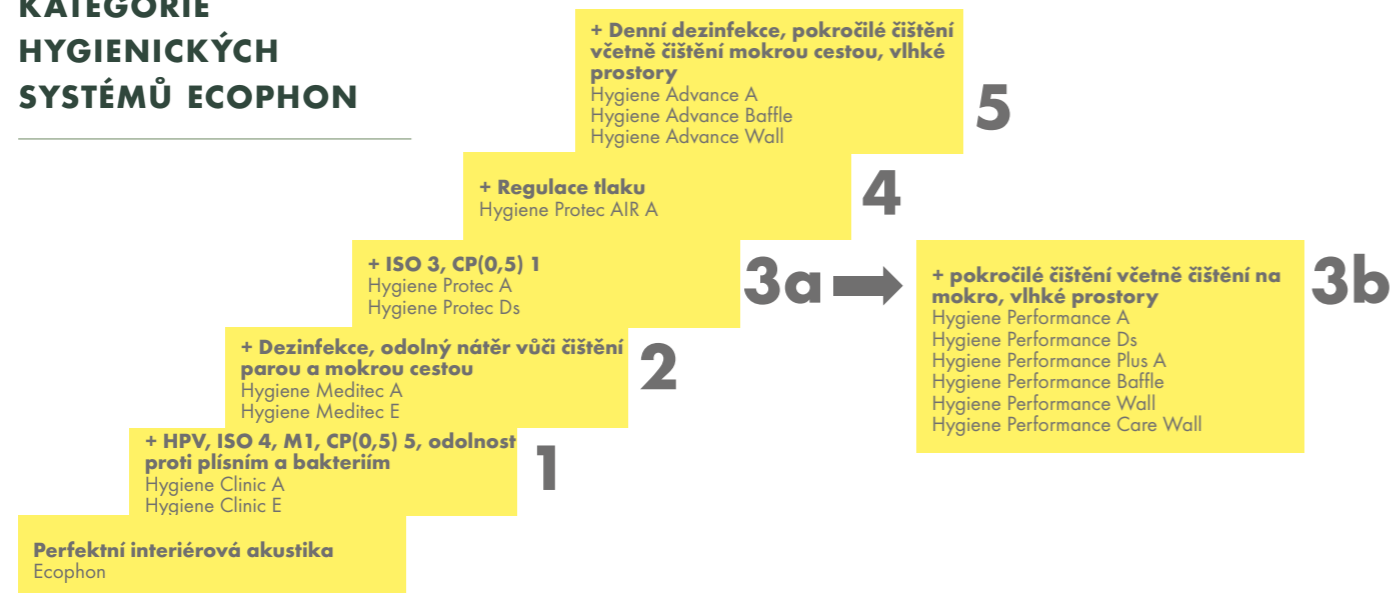 KATEGORIE
HYGIENICKÝCH
SYSTÉMŮ ECOPHON
+ Denní dezinfekce, pokročilé čištění
včetně čištění mokrou cestou, vlhké
prostory
Hygiene Advance A
Hygiene Advance Baffle
Hygiene Advance Wall
5
+ Regulace tlaku
Hygiene Protec AIR A
4
+ ISO 3, CP(0,5) 1
Hygiene Protec A
Hygiene Protec Ds
3a
+ pokročilé čištění včetně čištění na
mokro, vlhké prostory
Hygiene Performance A
Hygiene Performance Ds
Hygiene Performance Plus A
Hygiene Performance Baffle
Hygiene Performance Wall
Hygiene Performance Care Wall
3b
+ Dezinfekce, odolný nátěr vůči čištění
parou a mokrou cestou
Hygiene Meditec A
Hygiene Meditec E
2
+ HPV, ISO 4, M1, CP(0,5) 5, odolnost
proti plísním a bakteriím
Hygiene Clinic A
Hygiene Clinic E
1
Perfektní interiérová akustika
Ecophon